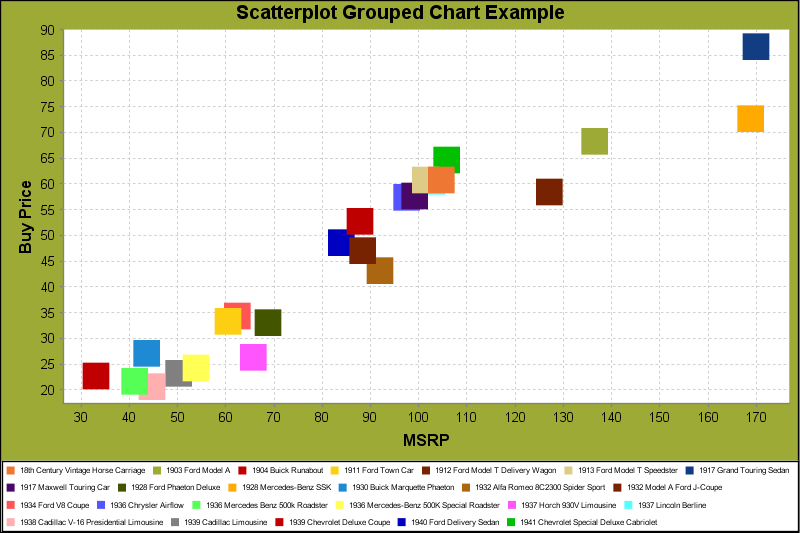 Scatterplot Grouped Chart Example
90
85
80
75
70
65
60
55
50
45
40
35
30
25
20
Buy Price
30 40 50 60 70 80 90 100 110 120 130 140 150 160 170
MSRP
18th Century Vintage Horse Carriage 1903 Ford Model A 1904 Buick Runabout 1911 Ford Town Car 1912 Ford Model T Delivery Wagon 1913 Ford Model T Speedster 1917 Grand Touring Sedan
1917 Maxwell Touring Car 1928 Ford Phaeton Deluxe 1928 Mercedes-Benz SSK 1930 Buick Marquette Phaeton 1932 Alfa Romeo 8C2300 Spider Sport 1932 Model A Ford J-Coupe
1934 Ford V8 Coupe 1936 Chrysler Airflow 1936 Mercedes Benz 500k Roadster 1936 Mercedes-Benz 500K Special Roadster 1937 Horch 930V Limousine 1937 Lincoln Berline
1938 Cadillac V-16 Presidential Limousine 1939 Cadillac Limousine 1939 Chevrolet Deluxe Coupe 1940 Ford Delivery Sedan 1941 Chevrolet Special Deluxe Cabriolet